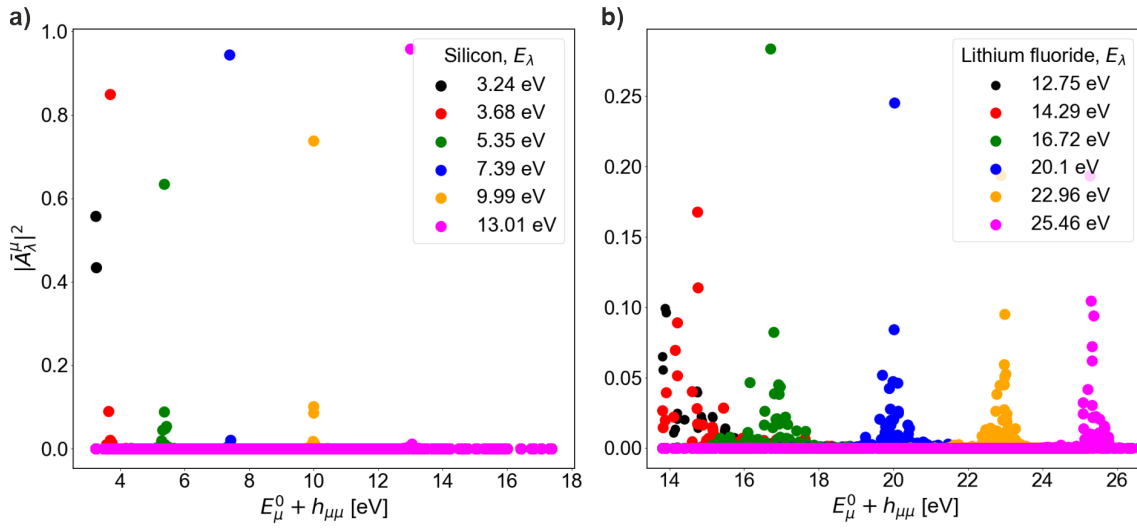 a)
1.0
0.8
0.6
0.4
0.2
0.0
|Ā^μ_λ|²
4 6 8 10 12 14 16 18
E^0_μ + h_μμ [eV]
Silicon, E_λ
3.24 eV
3.68 eV
5.35 eV
7.39 eV
9.99 eV
13.01 eV
b)
0.25
0.20
0.15
0.10
0.05
0.00
14 16 18 20 22 24 26
E^0_μ + h_μμ [eV]
Lithium fluoride, E_λ
12.75 eV
14.29 eV
16.72 eV
20.1 eV
22.96 eV
25.46 eV